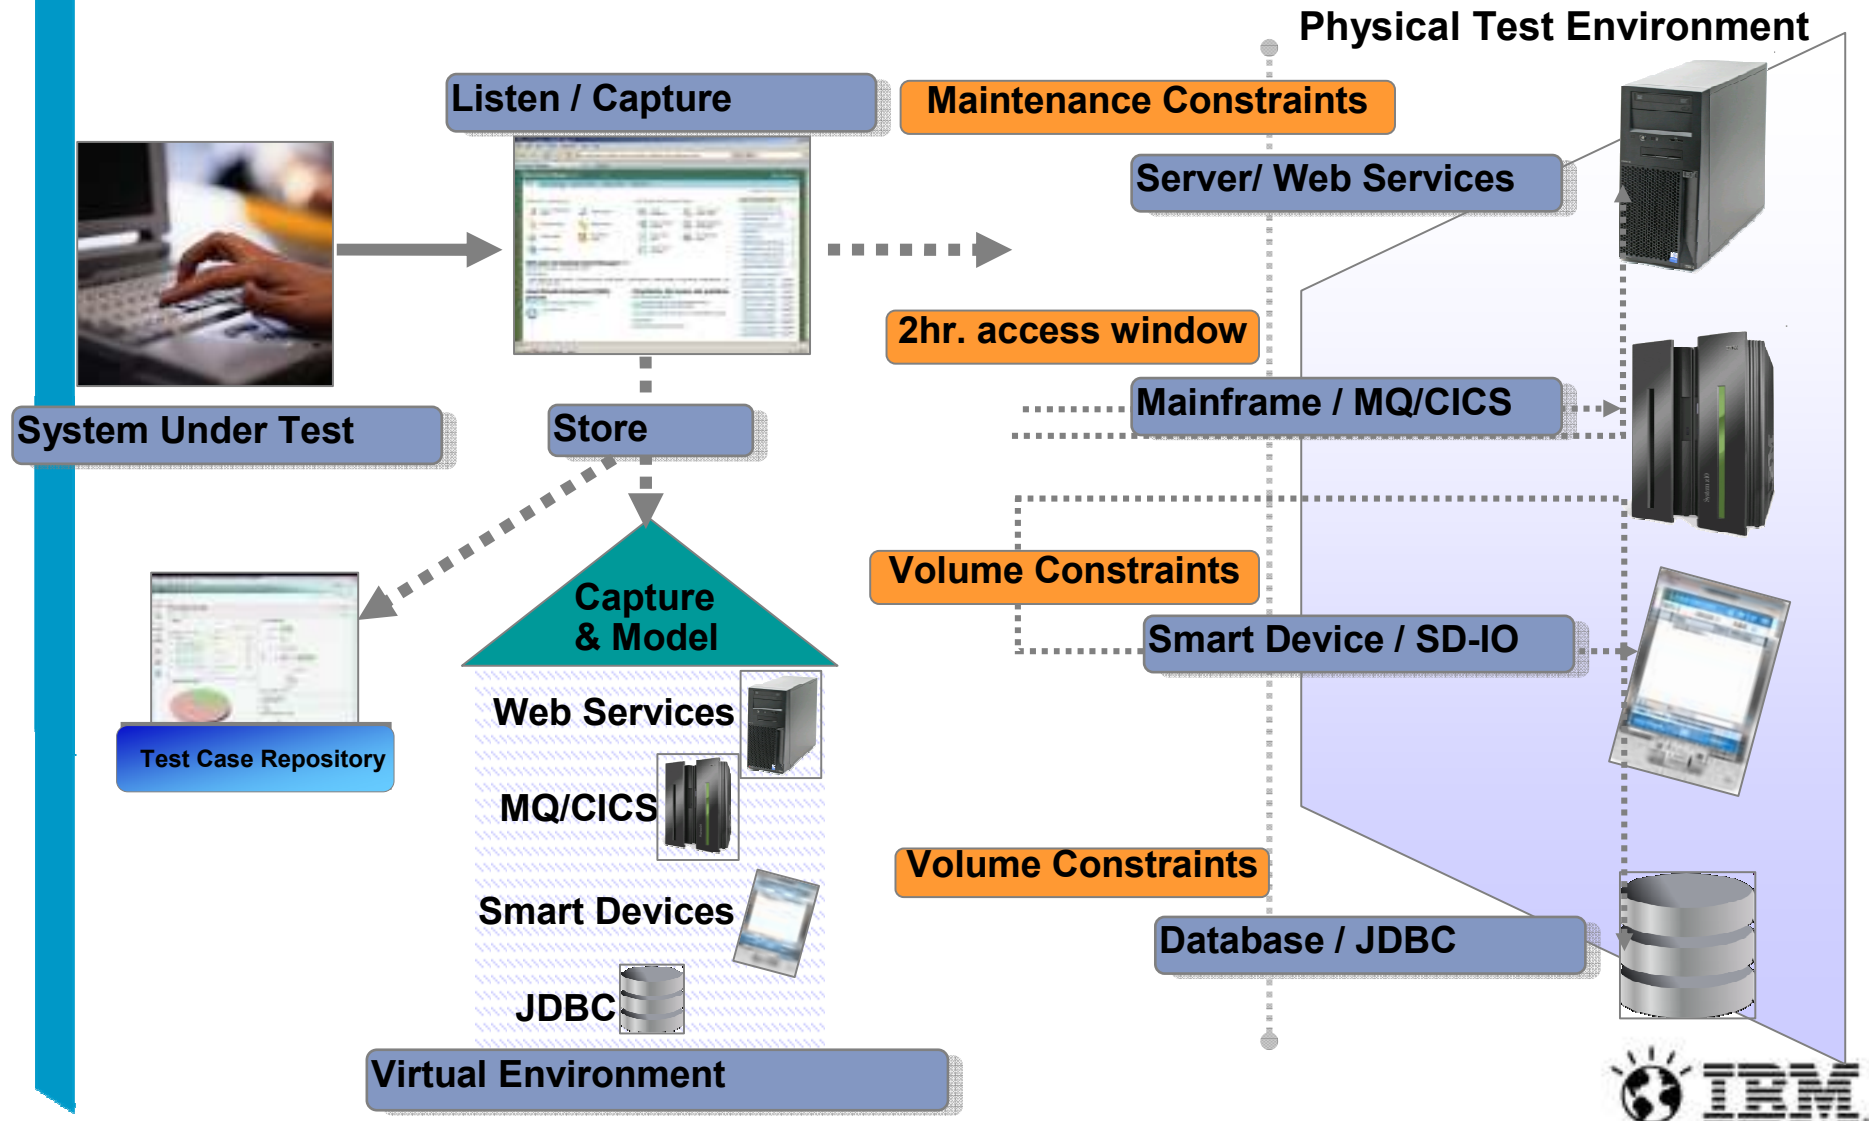 Physical Test Environment
Listen / Capture
Maintenance Constraints
Server/ Web Services
2hr. access window
Mainframe / MQ/CICS
System Under Test
Store
Volume Constraints
Capture
& Model
Smart Device / SD-IO
Web Services
Test Case Repository
MQ/CICS
Volume Constraints
Smart Devices
Database / JDBC
JDBC
Virtual Environment
IBM